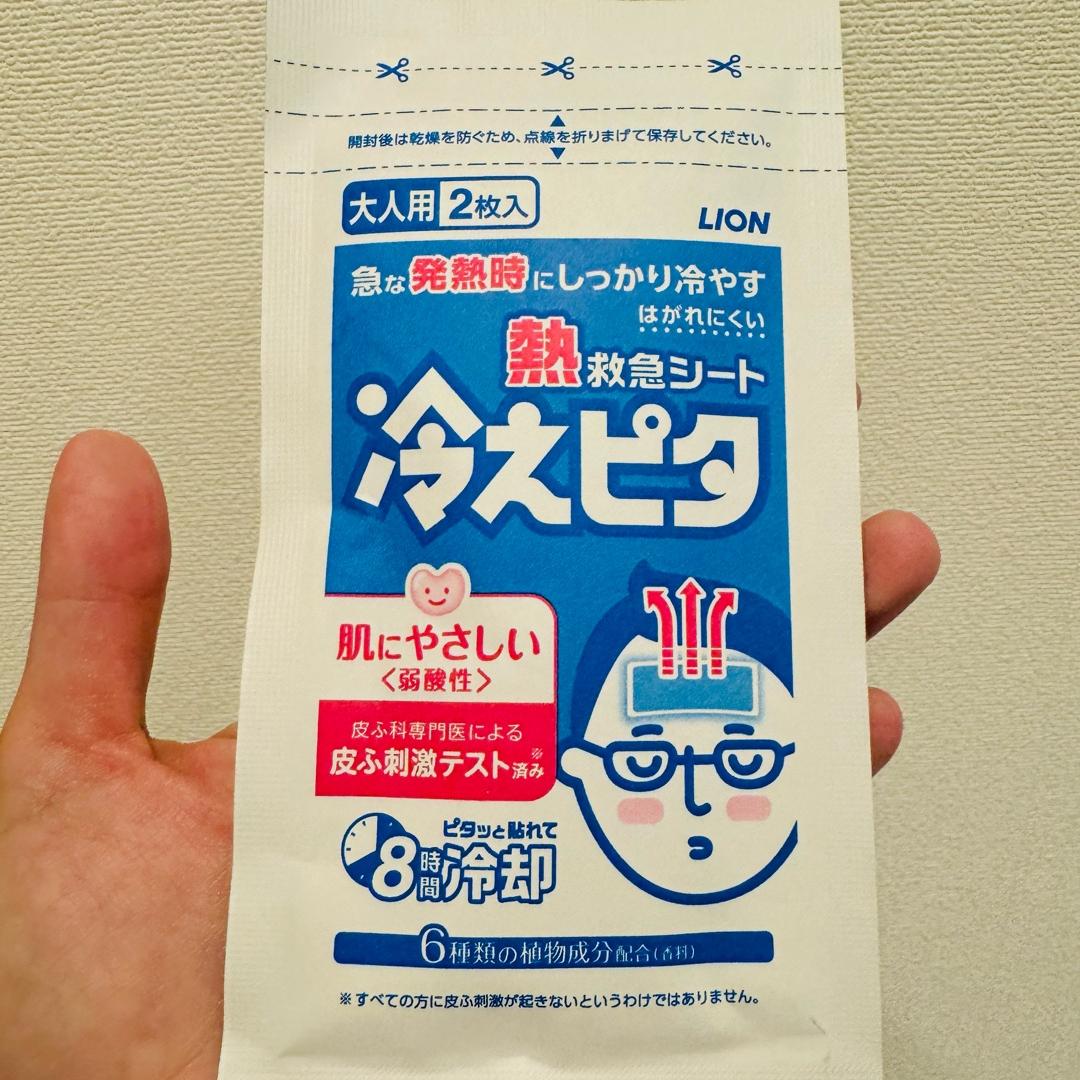 開封後は乾燥を防ぐため、点線を折りまげて保存してください。
大人用 2枚入
LION
急な発熱時にしっかり冷やす
はがれにくい
熱救急シート
冷えピタ
肌にやさしい
〈弱酸性〉
皮ふ科専門医による
皮ふ刺激テスト済み※
ピタッと貼れて
8時間冷却
6種類の植物成分配合(香料)
※すべての方に皮ふ刺激が起きないというわけではありません。